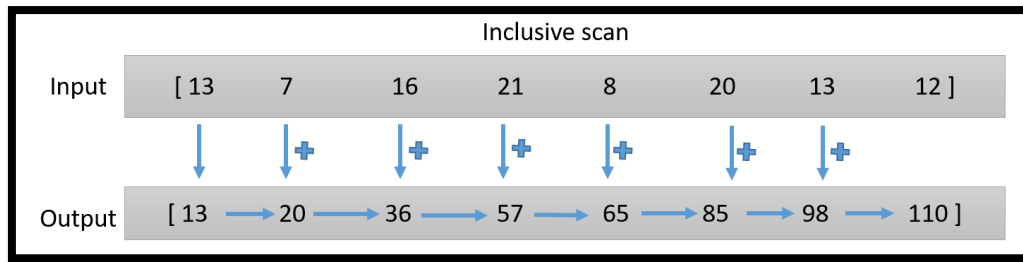 Inclusive scan
Input [ 13 7 16 21 8 20 13 12 ]
Output [ 13 20 36 57 65 85 98 110 ]